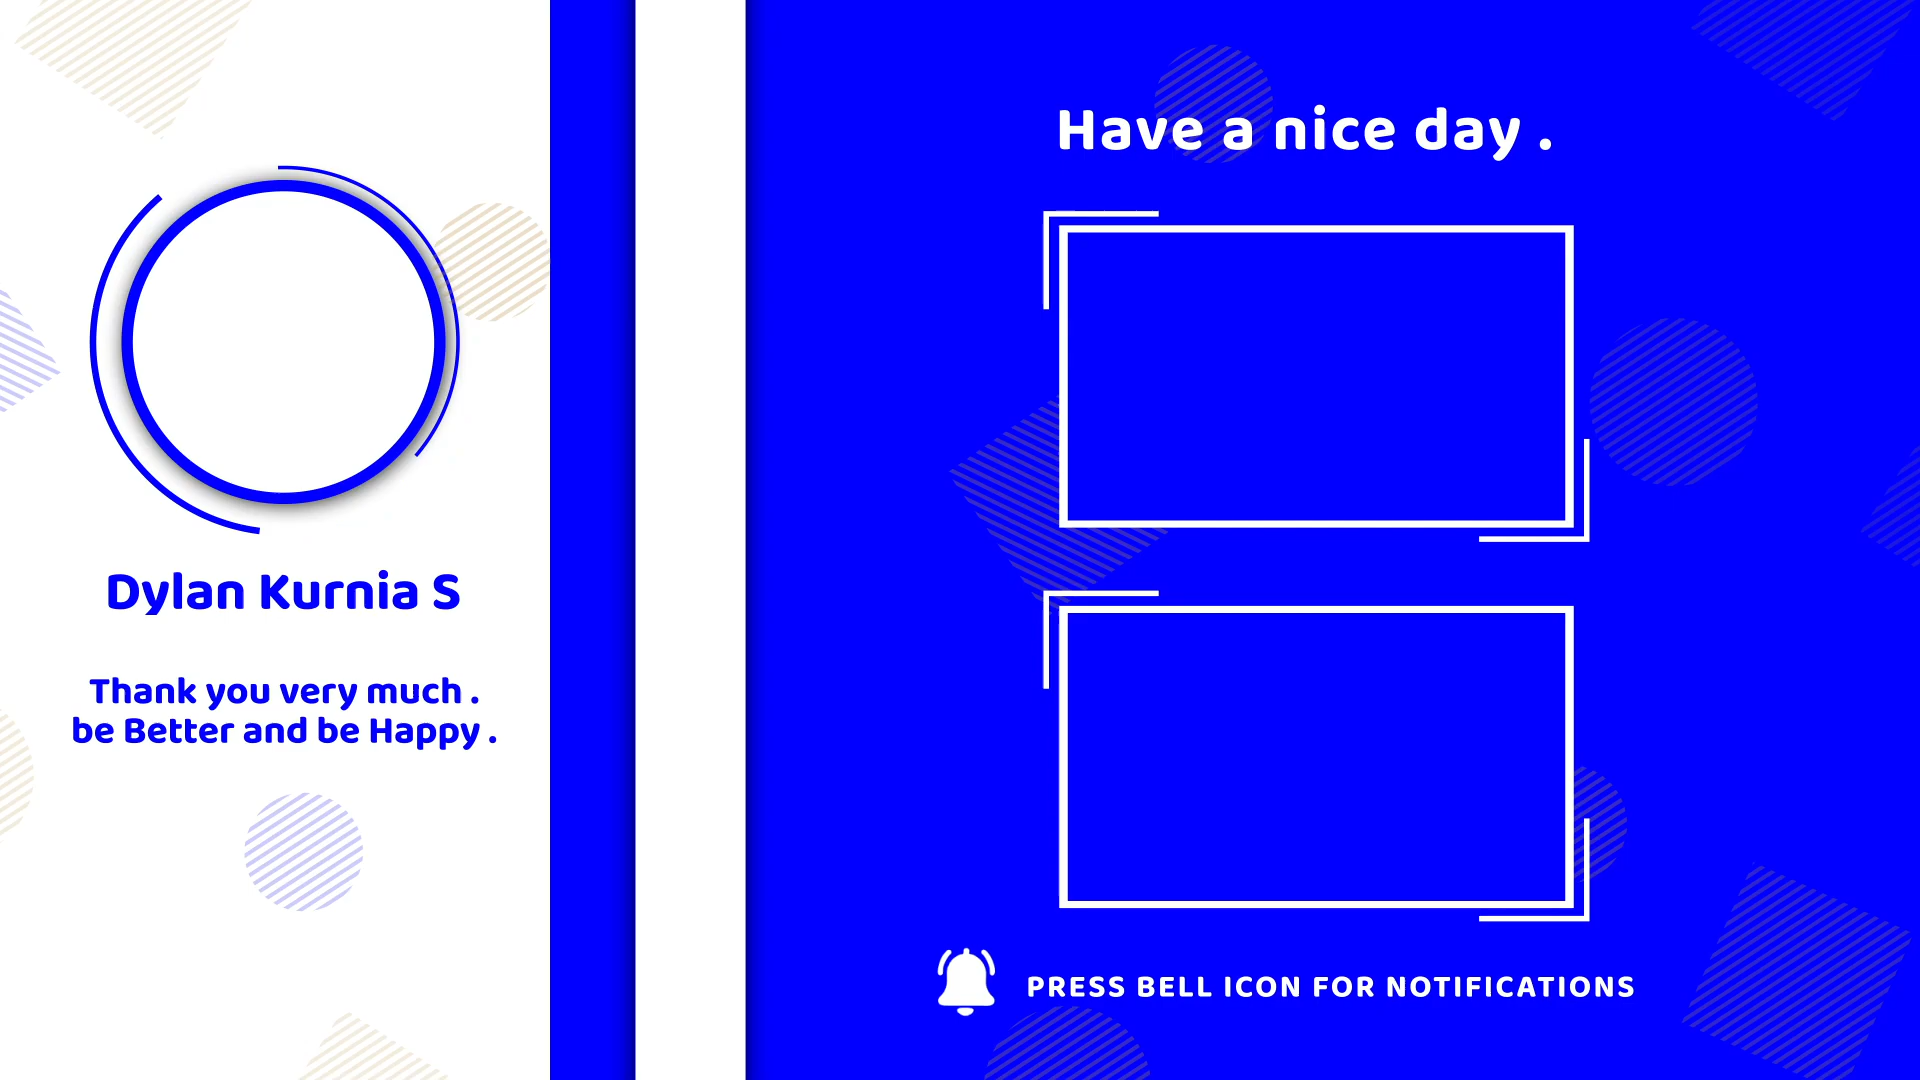 Dylan Kurnia S
Thank you very much .
be Better and be Happy .
Have a nice day .
PRESS BELL ICON FOR NOTIFICATIONS